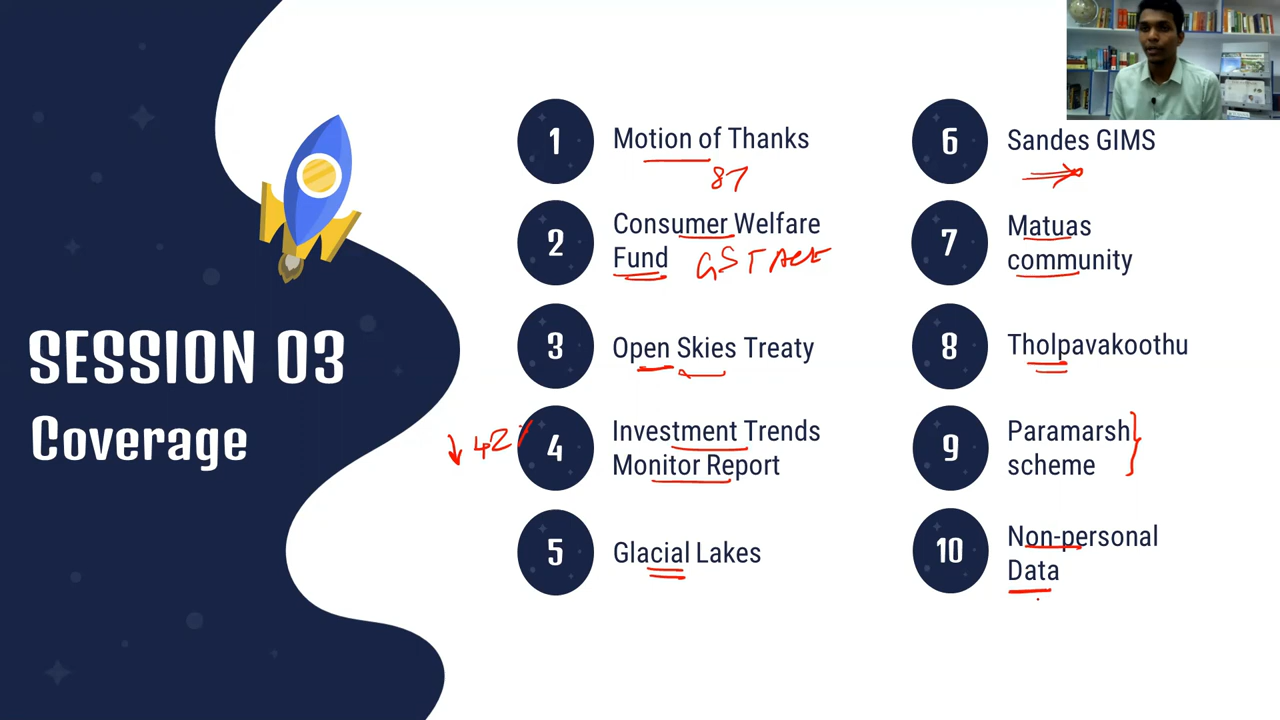 SESSION 03
Coverage
1
Motion of Thanks
87
2
Consumer Welfare
Fund GST Act
3
Open Skies Treaty
4
Investment Trends
Monitor Report
↓ 42%
5
Glacial Lakes
6
Sandes GIMS
7
Matuas
community
8
Tholpavakoothu
9
Paramarsh
scheme
10
Non-personal
Data